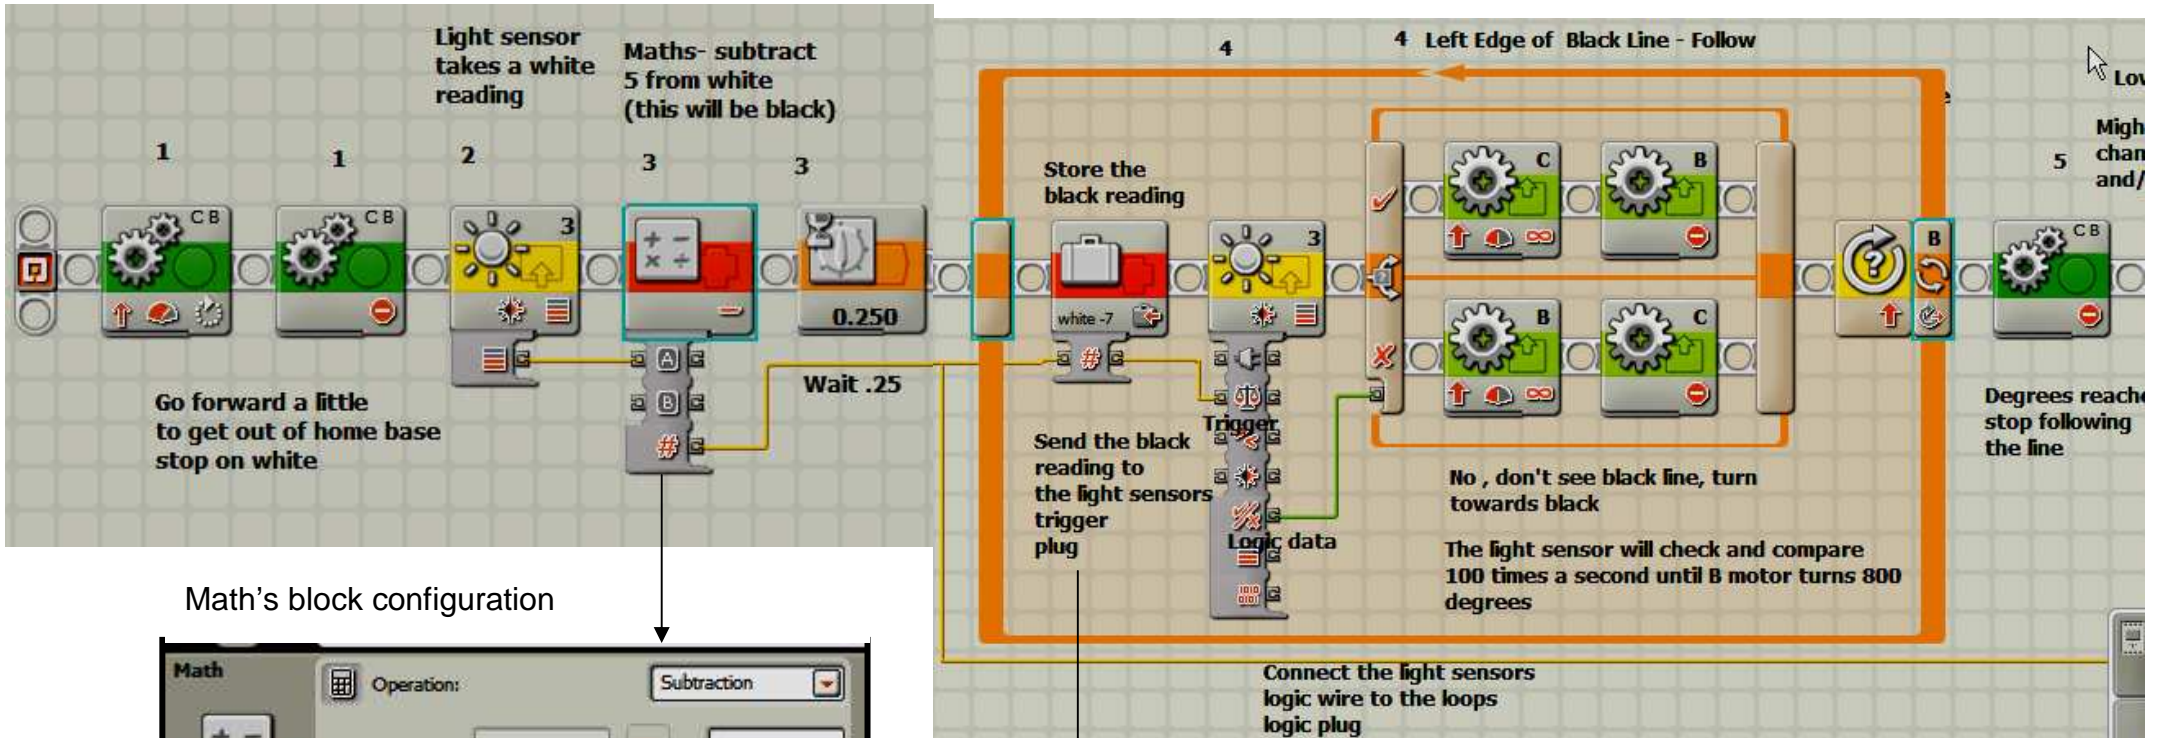 Light sensor
takes a white
reading
Maths- subtract
5 from white
(this will be black)
1
1
2
3
3
C B
C B
3
0.250
A
B
#
Wait .25
Go forward a little
to get out of home base
stop on white
Math's block configuration
Math
Operation:
Subtraction
4
4 Left Edge of Black Line - Follow
Store the
black reading
white -7
#
3
Trigger
Send the black
reading to
the light sensors
trigger
plug
Logic data
C
B
B
C
No , don't see black line, turn
towards black
The light sensor will check and compare
100 times a second until B motor turns 800
degrees
B
5
C B
and/
Degrees reache
stop following
the line
Connect the light sensors
logic wire to the loops
logic plug